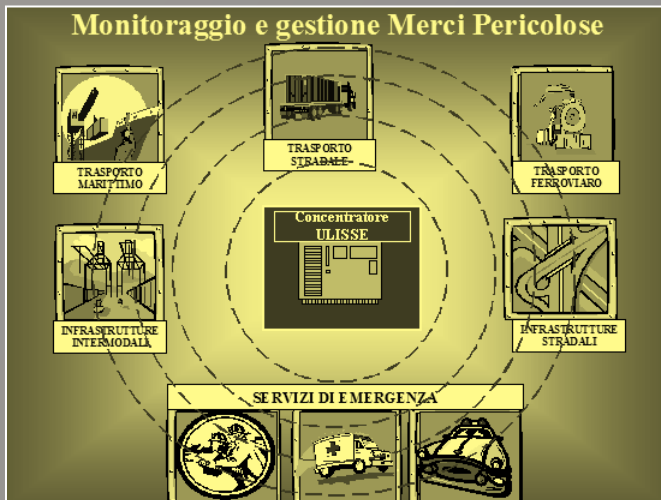 Monitoraggio e gestione Merci Pericolose
TRASPORTO
MARITTIMO
TRASPORTO
STRADALE
TRASPORTO
FERROVIARO
Concentratore
ULISSE
INFRASTRUTTURE
INTERMODALI
INFRASTRUTTURE
STRADALI
SERVIZI DI EMERGENZA